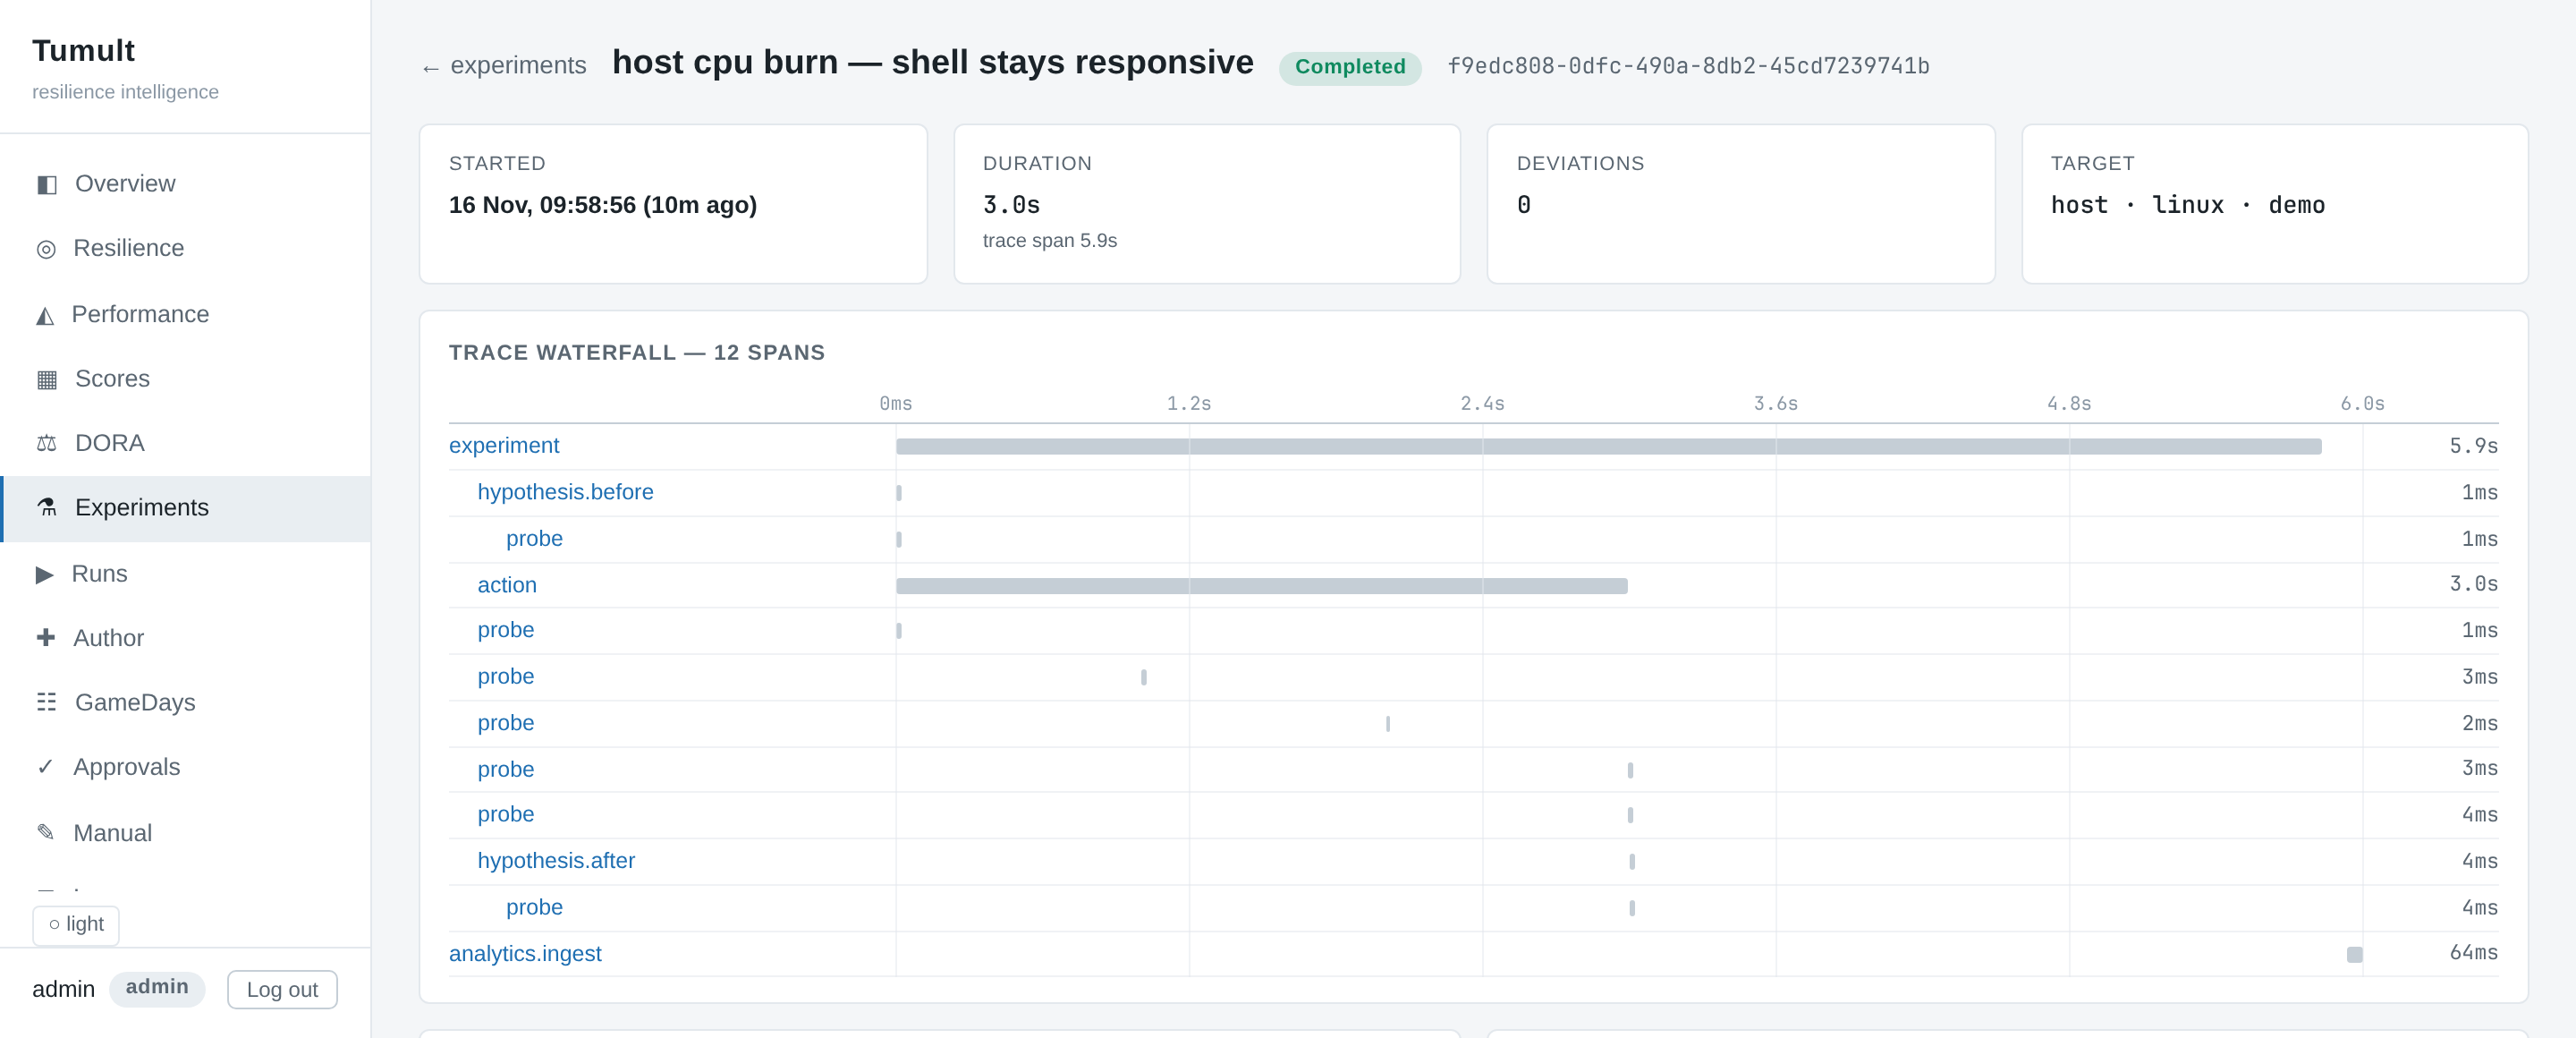 Tumult
resilience intelligence
Overview
Resilience
Performance
Scores
DORA
Experiments
Runs
Author
GameDays
Approvals
Manual
○ light
admin admin Log out
← experiments host cpu burn — shell stays responsive Completed f9edc808-0dfc-490a-8db2-45cd7239741b
STARTED
16 Nov, 09:58:56 (10m ago)
DURATION
3.0s
trace span 5.9s
DEVIATIONS
0
TARGET
host · linux · demo
TRACE WATERFALL — 12 SPANS
0ms 1.2s 2.4s 3.6s 4.8s 6.0s
experiment 5.9s
hypothesis.before 1ms
probe 1ms
action 3.0s
probe 1ms
probe 3ms
probe 2ms
probe 3ms
probe 4ms
hypothesis.after 4ms
probe 4ms
analytics.ingest 64ms